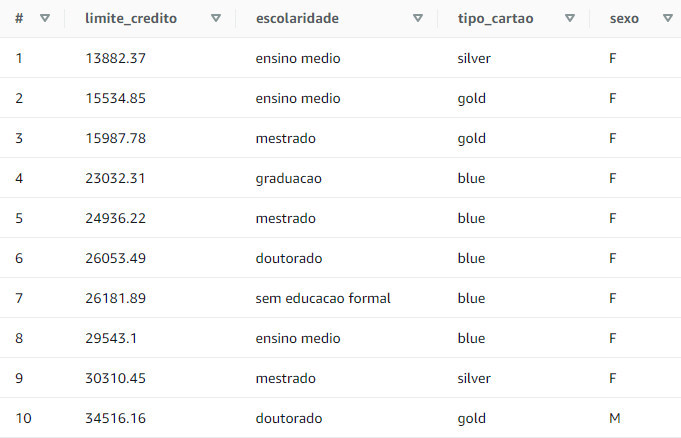 # limite_credito escolaridade tipo_cartao sexo
1 13882.37 ensino medio silver F
2 15534.85 ensino medio gold F
3 15987.78 mestrado gold F
4 23032.31 graduacao blue F
5 24936.22 mestrado blue F
6 26053.49 doutorado blue F
7 26181.89 sem educacao formal blue F
8 29543.1 ensino medio blue F
9 30310.45 mestrado silver F
10 34516.16 doutorado gold M